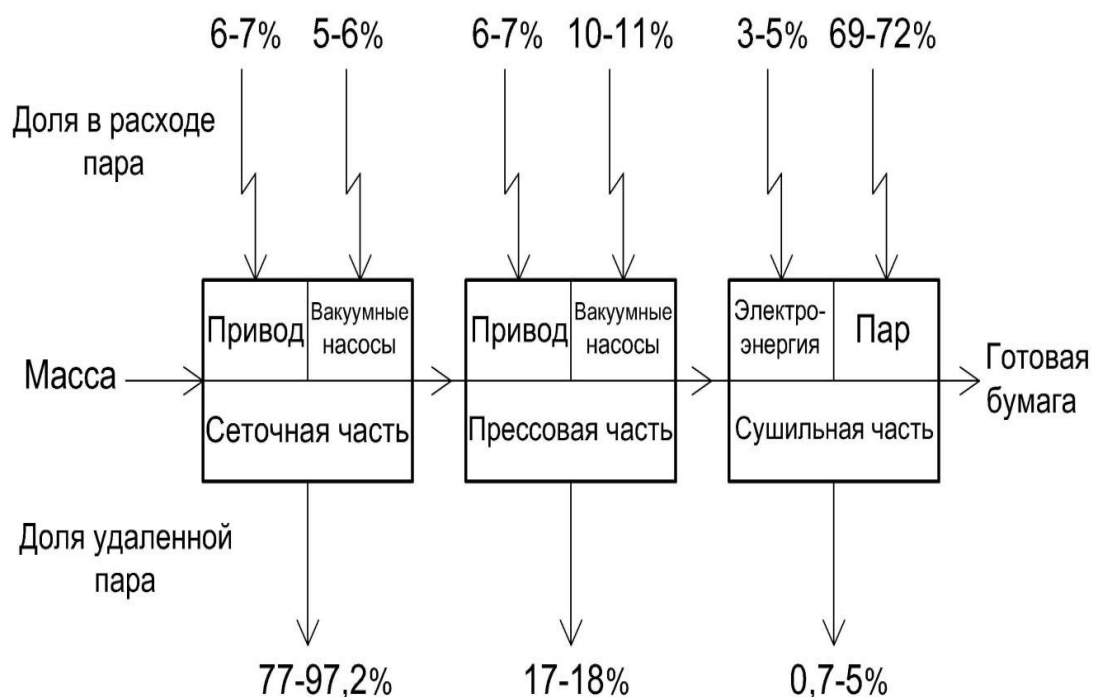 6-7% 5-6% 6-7% 10-11% 3-5% 69-72%
Доля в расходе
пара
Привод
Вакуумные
насосы
Привод
Вакуумные
насосы
Электро-
энергия
Пар
Масса
Готовая
бумага
Сеточная часть
Прессовая часть
Сушильная часть
Доля удаленной
пара
77-97,2% 17-18% 0,7-5%